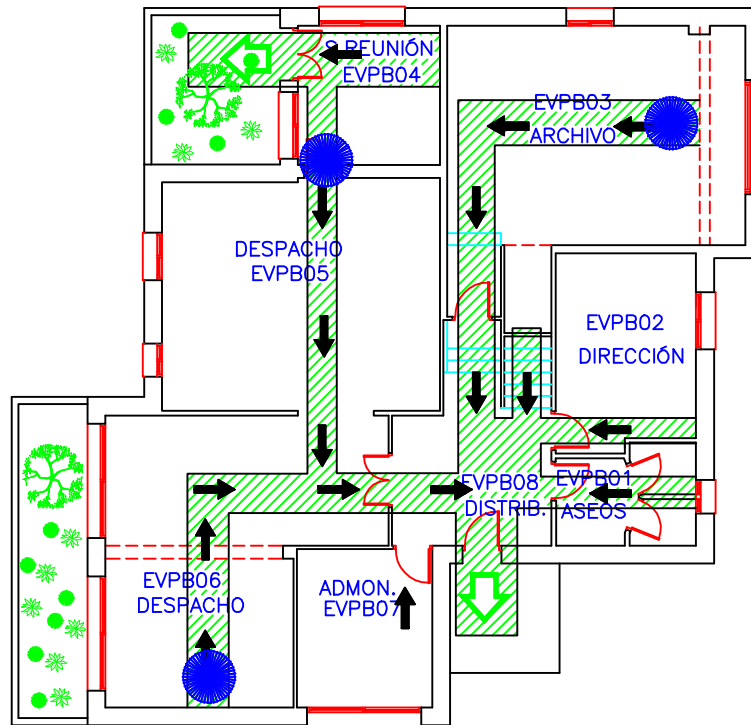 S.REUNIÓN
EVPB04
EVPB03
ARCHIVO
DESPACHO
EVPB05
EVPB02
DIRECCIÓN
EVPB08
DISTRIB.
EVPB01
ASEOS
EVPB06
DESPACHO
ADMON.
EVPB07